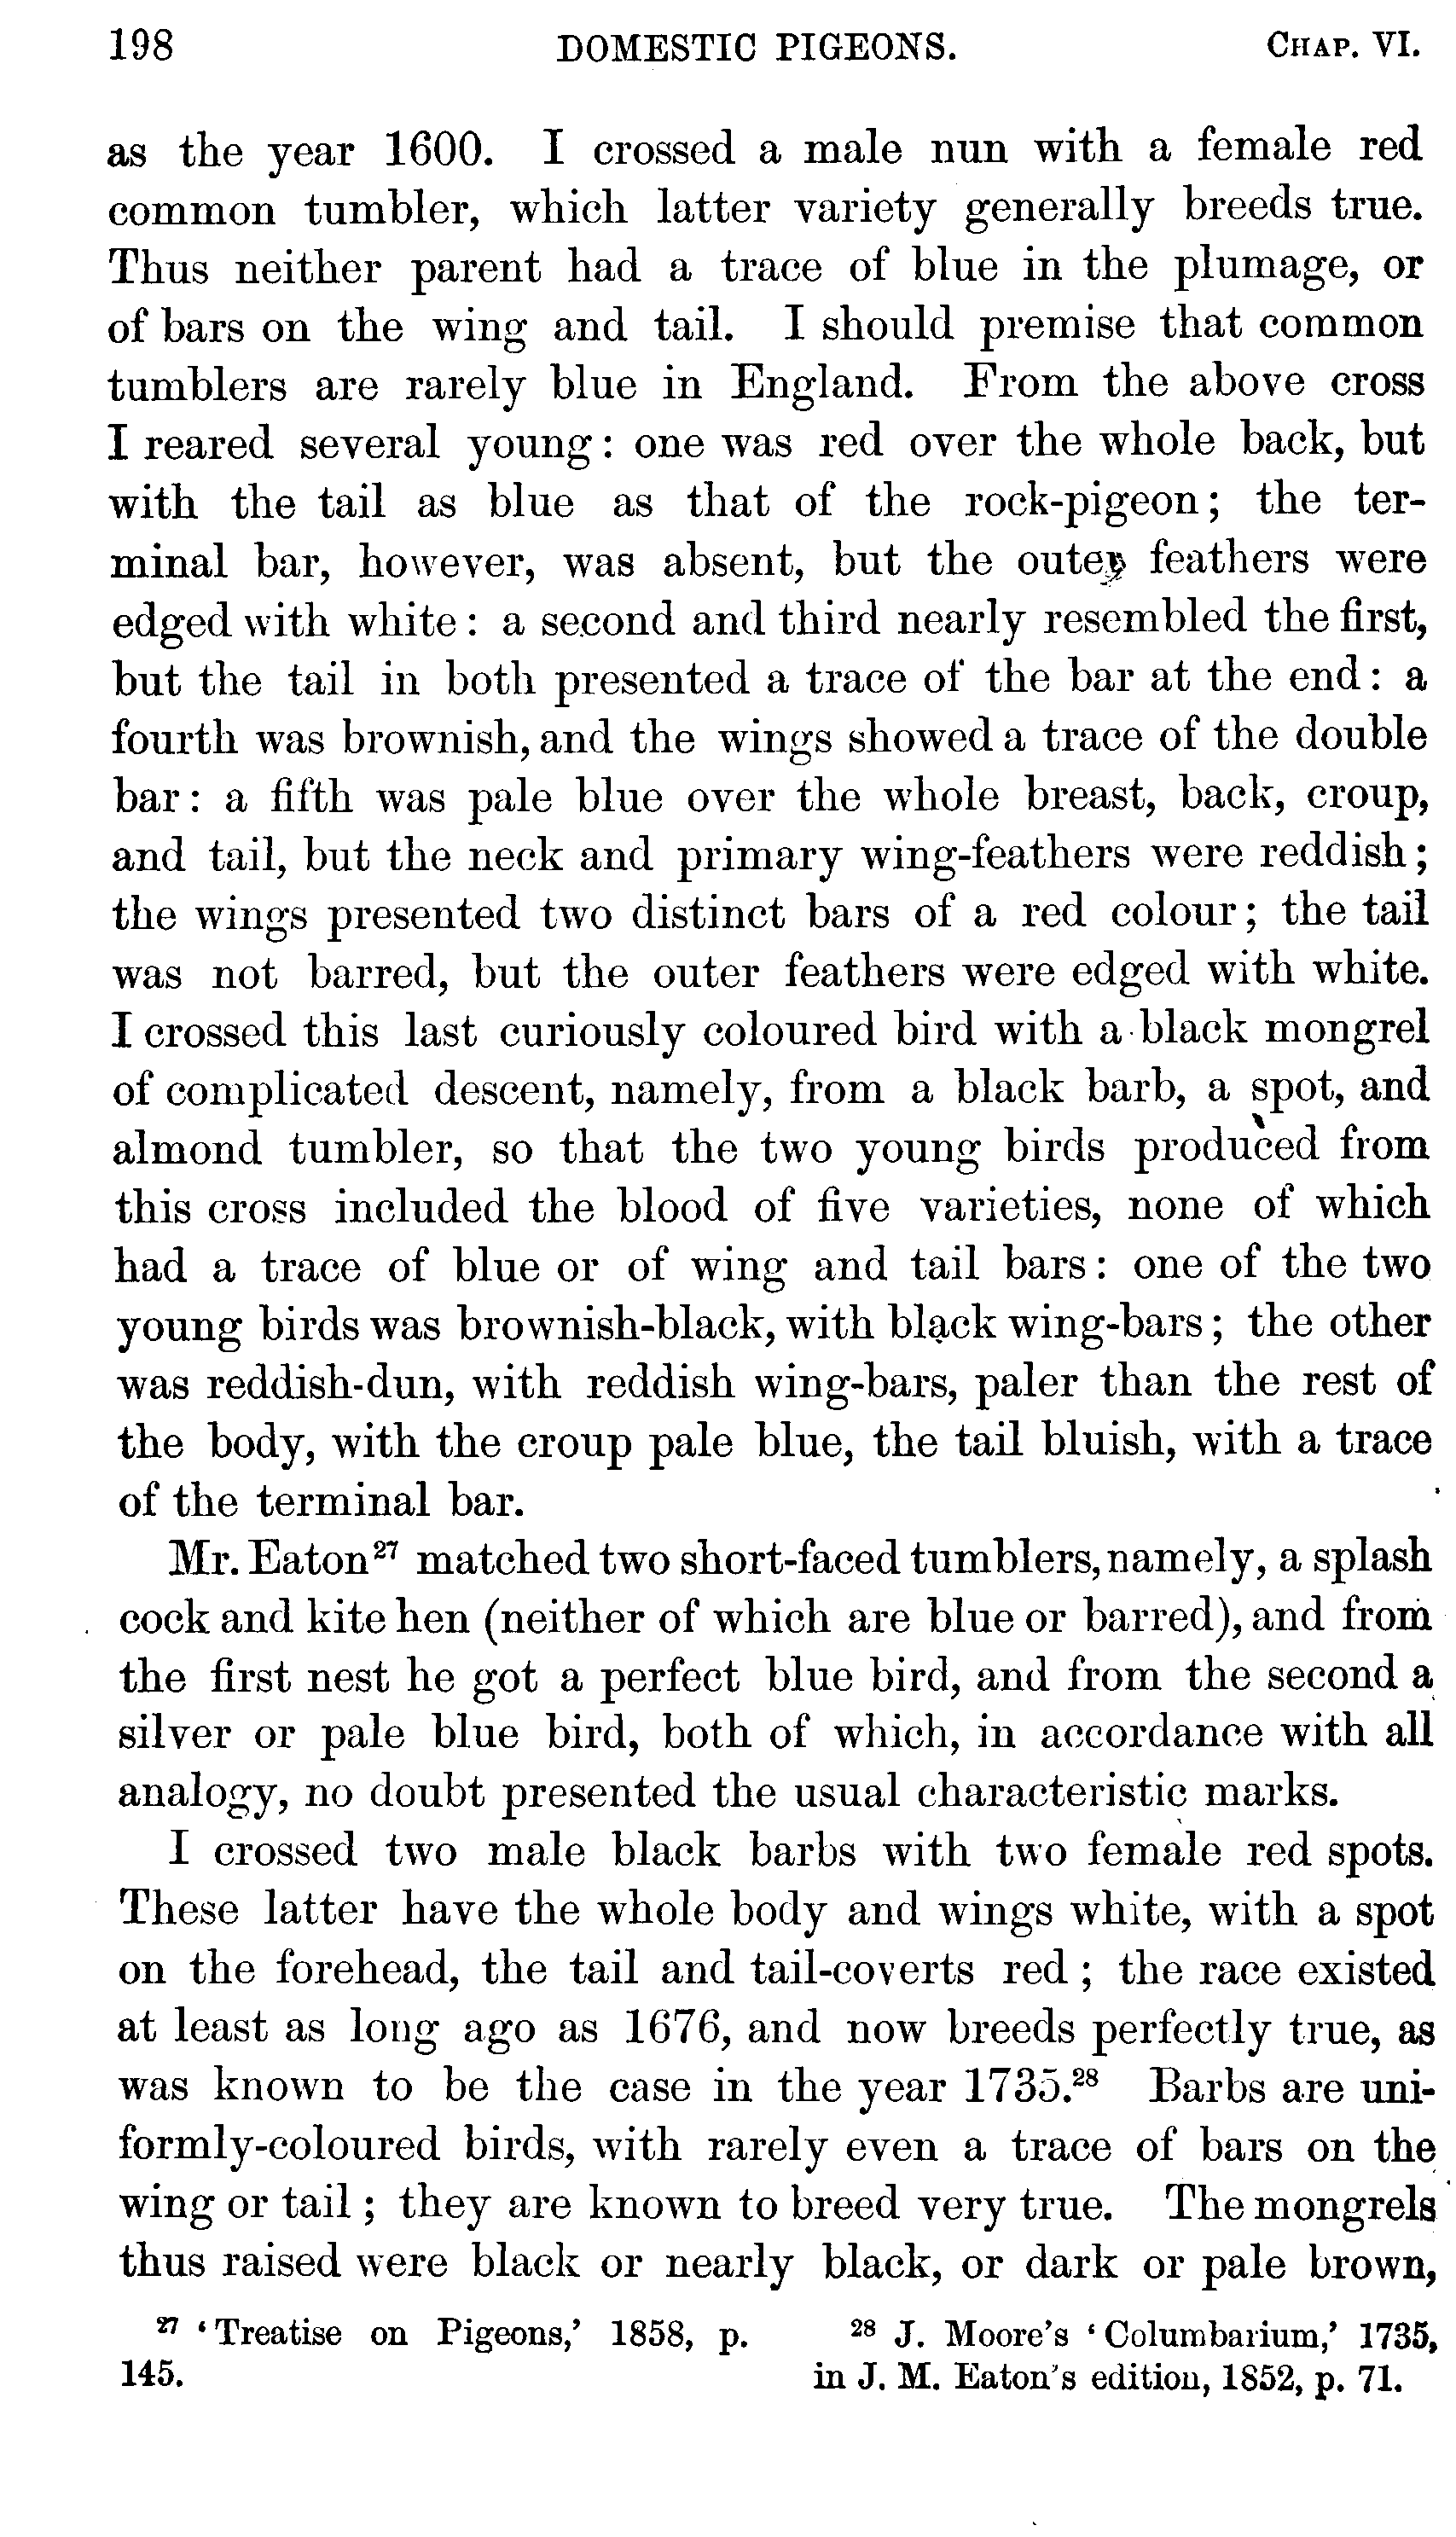 198 DOMESTIC PIGEONS. CHAP. VI.
as the year 1600. I crossed a male nun with a female red
common tumbler, which latter variety generally breeds true.
Thus neither parent had a trace of blue in the plumage, or
of bars on the wing and tail. I should premise that common
tumblers are rarely blue in England. From the above cross
I reared several young: one was red over the whole back, but
with the tail as blue as that of the rock-pigeon; the ter-
minal bar, however, was absent, but the outer feathers were
edged with white: a second and third nearly resembled the first,
but the tail in both presented a trace of the bar at the end: a
fourth was brownish, and the wings showed a trace of the double
bar: a fifth was pale blue over the whole breast, back, croup,
and tail, but the neck and primary wing-feathers were reddish;
the wings presented two distinct bars of a red colour; the tail
was not barred, but the outer feathers were edged with white.
I crossed this last curiously coloured bird with a black mongrel
of complicated descent, namely, from a black barb, a spot, and
almond tumbler, so that the two young birds produced from
this cross included the blood of five varieties, none of which
had a trace of blue or of wing and tail bars: one of the two
young birds was brownish-black, with black wing-bars; the other
was reddish-dun, with reddish wing-bars, paler than the rest of
the body, with the croup pale blue, the tail bluish, with a trace
of the terminal bar.
Mr. Eaton²⁷ matched two short-faced tumblers, namely, a splash
cock and kite hen (neither of which are blue or barred), and from
the first nest he got a perfect blue bird, and from the second a
silver or pale blue bird, both of which, in accordance with all
analogy, no doubt presented the usual characteristic marks.
I crossed two male black barbs with two female red spots.
These latter have the whole body and wings white, with a spot
on the forehead, the tail and tail-coverts red; the race existed
at least as long ago as 1676, and now breeds perfectly true, as
was known to be the case in the year 1735.²⁸ Barbs are uni-
formly-coloured birds, with rarely even a trace of bars on the
wing or tail; they are known to breed very true. The mongrels
thus raised were black or nearly black, or dark or pale brown,
²⁷ 'Treatise on Pigeons,' 1858, p.
145.
²⁸ J. Moore's 'Columbarium,' 1735,
in J. M. Eaton's edition, 1852, p. 71.